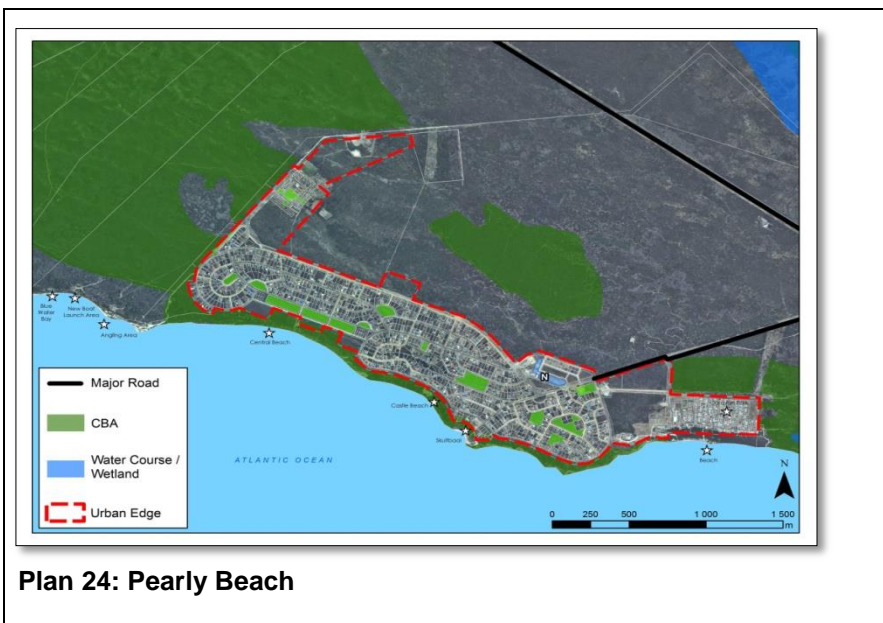 Blue
Water
Bay
New Boat
Launch Area
Angling Area
Central Beach
Castle Beach
Skulfbaai
Beach
N
ATLANTIC OCEAN
Major Road
CBA
Water Course /
Wetland
Urban Edge
N
0 250 500 1 000 1 500
m
Plan 24: Pearly Beach